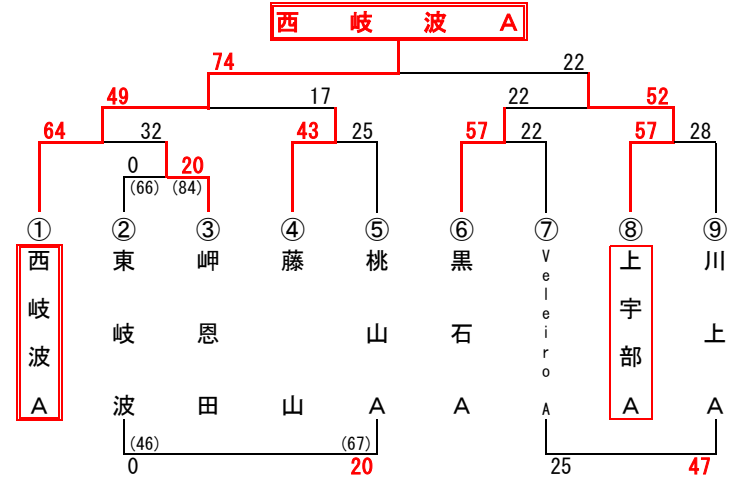 西岐波A
74 22
49 17 22 52
64 32 43 25 57 22 57 28
0 20
(66) (84)
① ② ③ ④ ⑤ ⑥ ⑦ ⑧ ⑨
西岐波A
東岐波
岬恩田
藤山
桃山A
黒石A
Veleiro A
上宇部A
川上A
(46) (67)
0 20 25 47